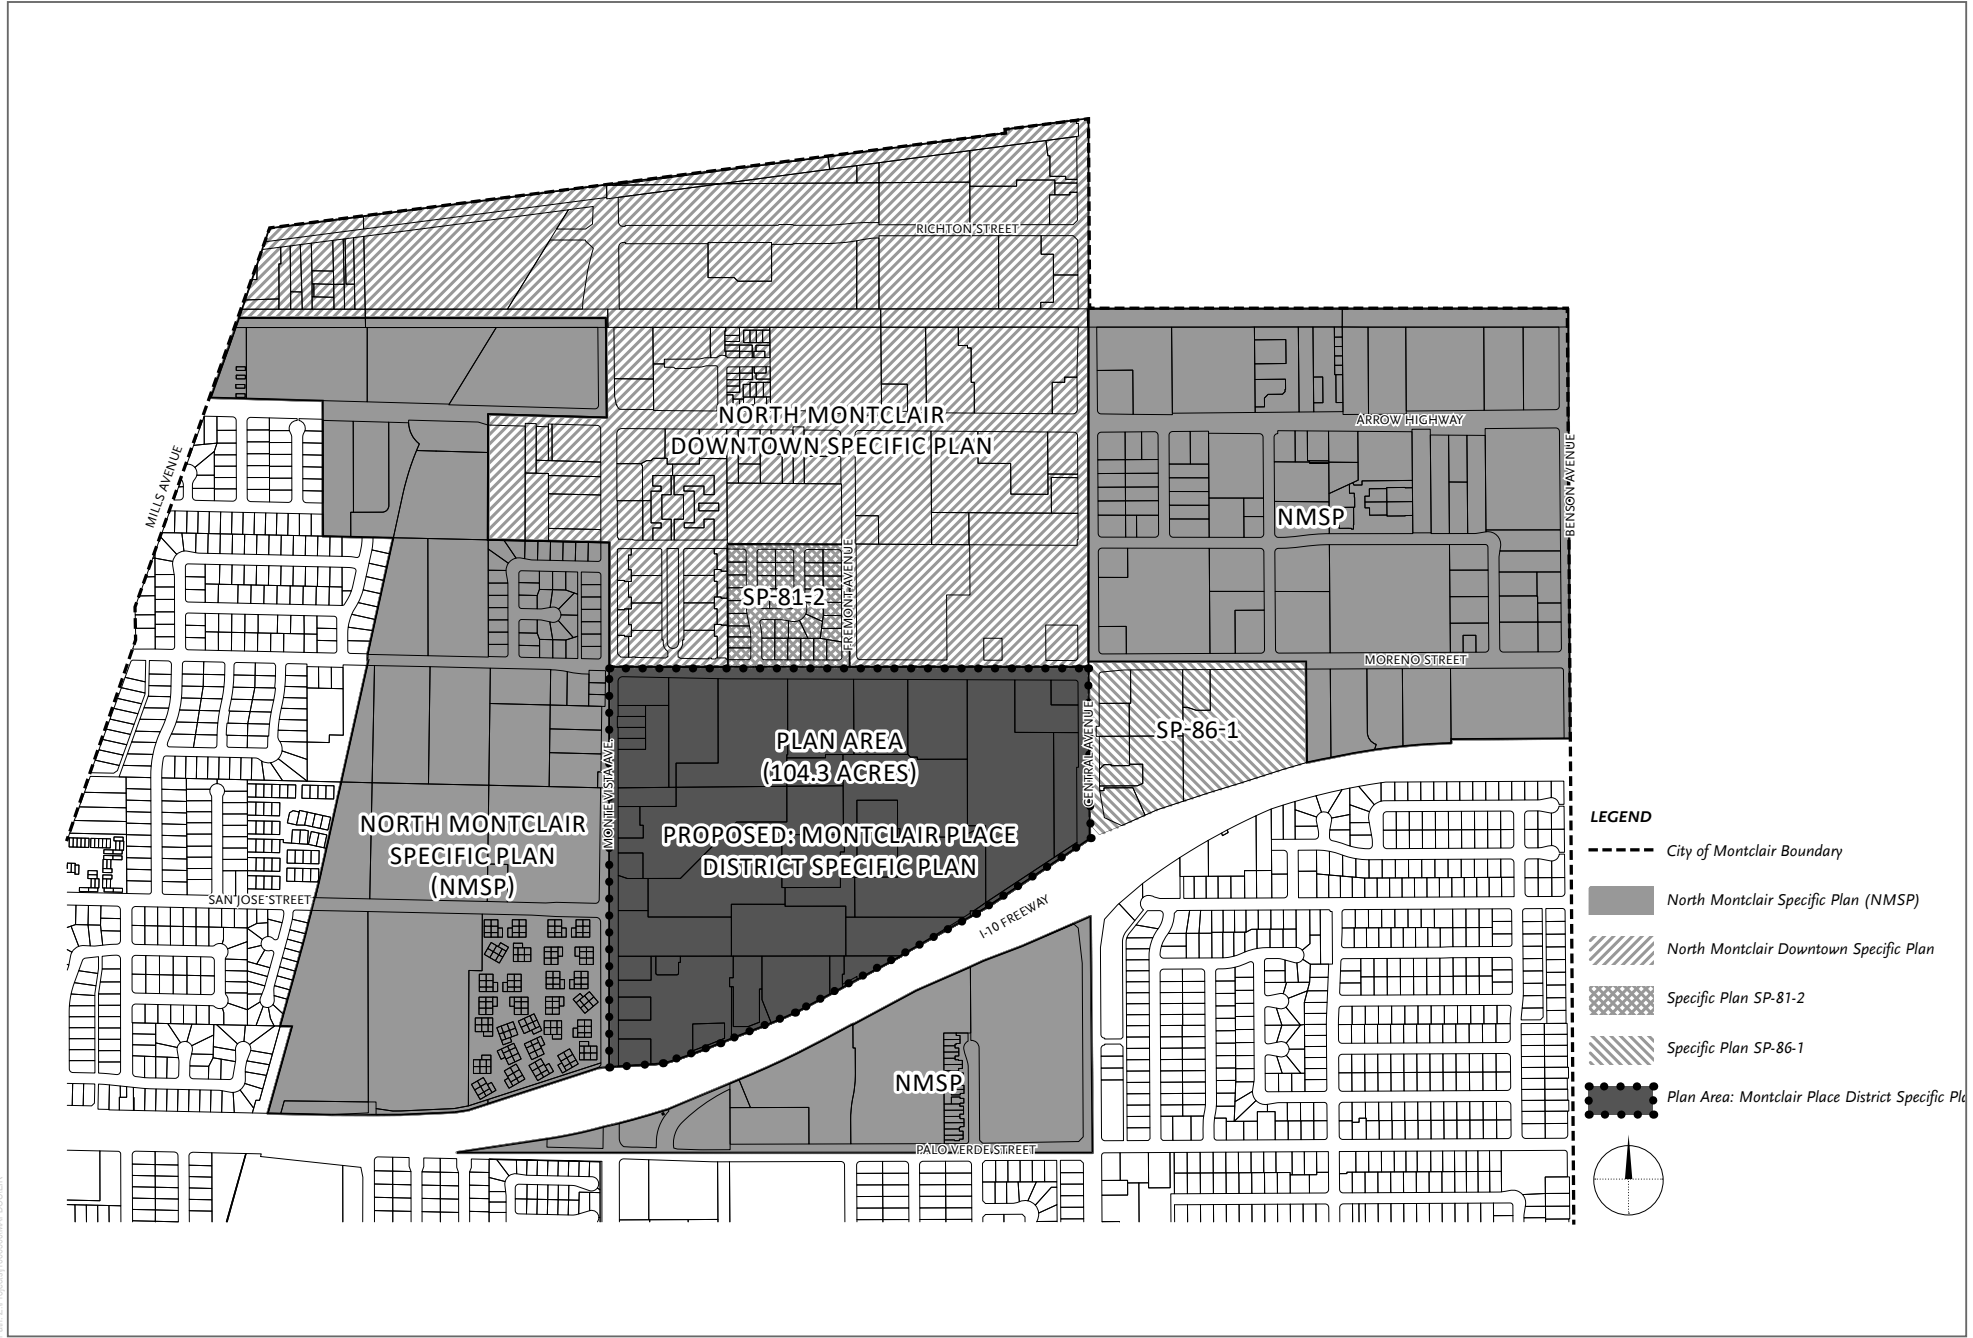 RICHTON STREET
NORTH MONTCLAIR
DOWNTOWN SPECIFIC PLAN
ARROW HIGHWAY
MILLS AVENUE
BENSON AVENUE
NMSP
FREMONT AVENUE
SP-81-2
MORENO STREET
SP-86-1
CENTRAL AVENUE
MONTE VISTA AVE.
PLAN AREA
(104.3 ACRES)
PROPOSED: MONTCLAIR PLACE
DISTRICT SPECIFIC PLAN
NORTH MONTCLAIR
SPECIFIC PLAN
(NMSP)
SAN JOSE STREET
I-10 FREEWAY
NMSP
PALO VERDE STREET
LEGEND
City of Montclair Boundary
North Montclair Specific Plan (NMSP)
North Montclair Downtown Specific Plan
Specific Plan SP-81-2
Specific Plan SP-86-1
Plan Area: Montclair Place District Specific Pl